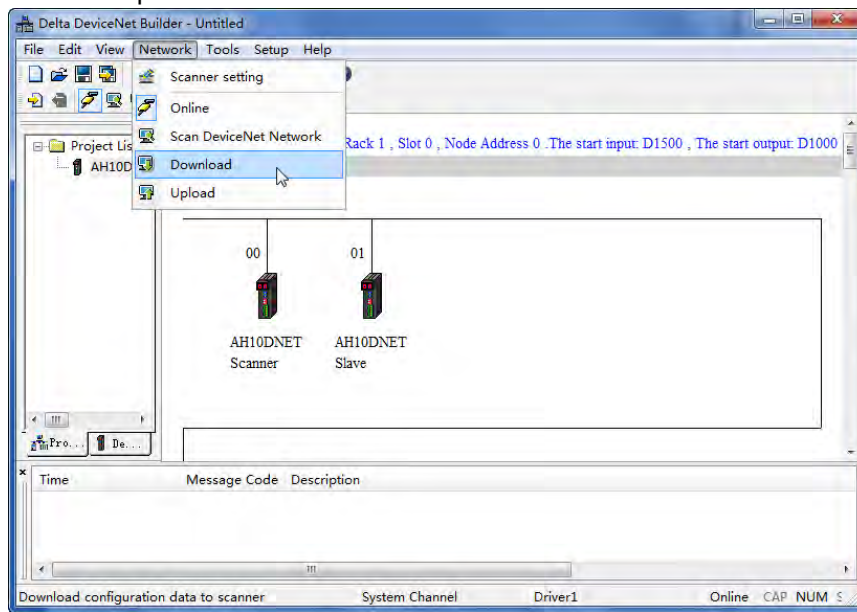 Delta DeviceNet Builder - Untitled
File Edit View Network Tools Setup Help
Scanner setting
Online
Scan DeviceNet Network
Download
Upload
Project Lis
AH10D
Rack 1 , Slot 0 , Node Address 0 .The start input: D1500 , The start output: D1000
00 01
AH10DNET AH10DNET
Scanner Slave
Pro... De...
Time Message Code Description
Download configuration data to scanner System Channel Driver1 Online CAP NUM S